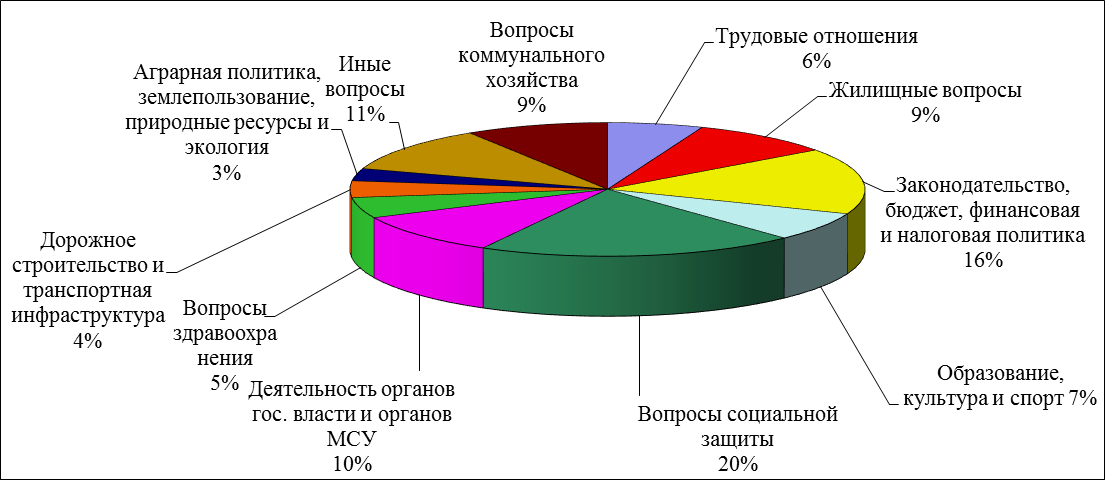 Вопросы
коммунального
хозяйства
9%
Трудовые отношения
6%
Жилищные вопросы
9%
Законодательство,
бюджет, финансовая
и налоговая политика
16%
Образование,
культура и спорт 7%
Вопросы социальной
защиты
20%
Деятельность органов
гос. власти и органов
МСУ
10%
Вопросы
здравоохра
нения
5%
Дорожное
строительство и
транспортная
инфраструктура
4%
Аграрная политика,
землепользование,
природные ресурсы и
экология
3%
Иные
вопросы
11%